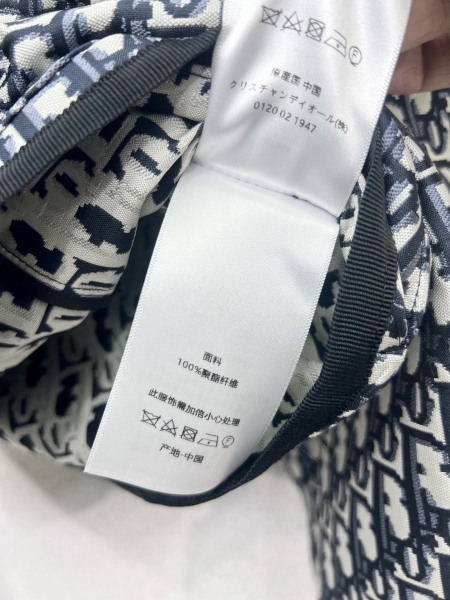 原産国 中国
クリスチャンディオール(株)
0120 02 1947
面料
100%聚酯纤维
此服饰需加倍小心处理
产地·中国